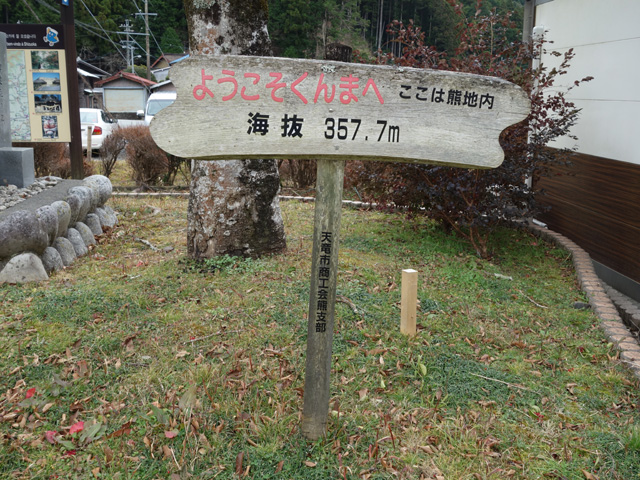 ようこそくんまへ ここは熊地内
海抜 357.7m
天竜市商工会熊支部